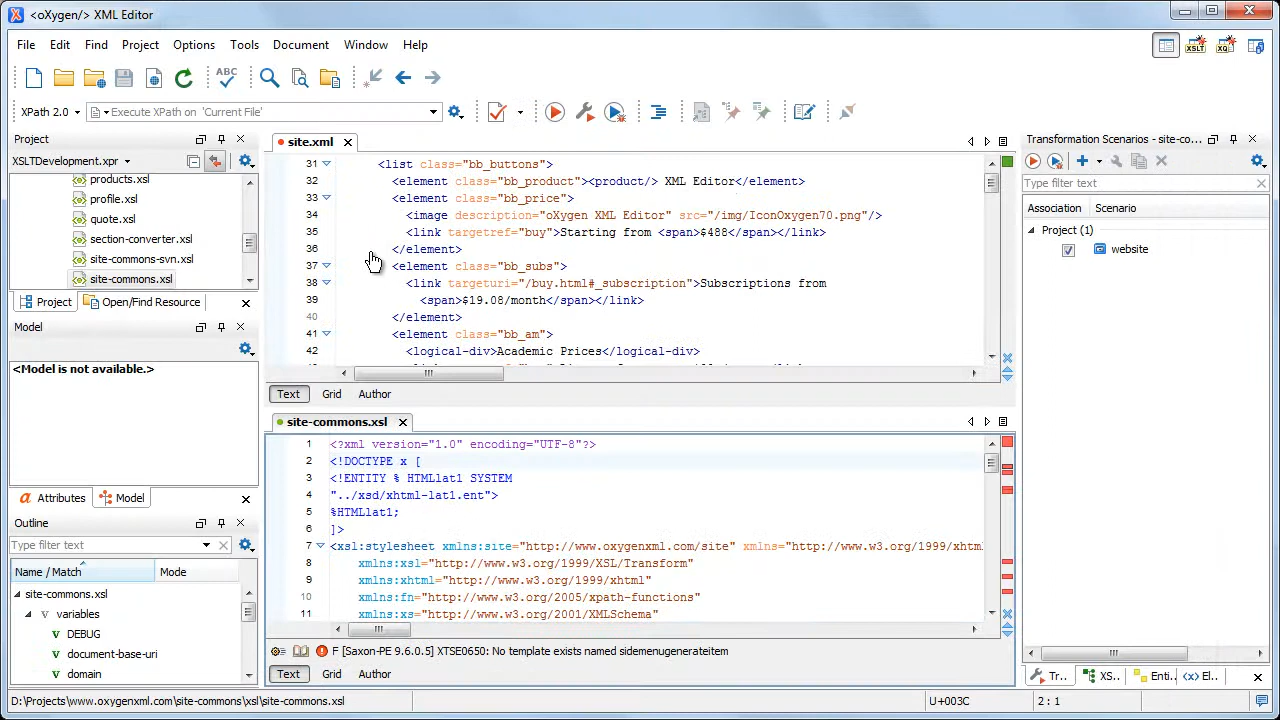 <oXygen/> XML Editor
File Edit Find Project Options Tools Document Window Help
ABC
XSLT
XQ
XPath 2.0 Execute XPath on 'Current File'
Project
XSLTDevelopment.xpr
products.xsl
profile.xsl
quote.xsl
section-converter.xsl
site-commons-svn.xsl
site-commons.xsl
Project Open/Find Resource
Model
<Model is not available.>
Attributes Model
Outline
Type filter text
Name / Match Mode
site-commons.xsl
variables
DEBUG
document-base-uri
domain
site.xml
31 <list class="bb_buttons">
32 <element class="bb_product"><product/> XML Editor</element>
33 <element class="bb_price">
34 <image description="oXygen XML Editor" src="/img/IconOxygen70.png"/>
35 <link targetref="buy">Starting from <span>$488</span></link>
36 </element>
37 <element class="bb_subs">
38 <link targeturi="/buy.html#_subscription">Subscriptions from
39 <span>$19.08/month</span></link>
40 </element>
41 <element class="bb_am">
42 <logical-div>Academic Prices</logical-div>
Text Grid Author
site-commons.xsl
1 <?xml version="1.0" encoding="UTF-8"?>
2 <!DOCTYPE x [
3 <!ENTITY % HTMLlat1 SYSTEM
4 "../xsd/xhtml-lat1.ent">
5 %HTMLlat1;
6 ]>
7 <xsl:stylesheet xmlns:site="http://www.oxygenxml.com/site" xmlns="http://www.w3.org/1999/xhtml
8 xmlns:xsl="http://www.w3.org/1999/XSL/Transform"
9 xmlns:xhtml="http://www.w3.org/1999/xhtml"
10 xmlns:fn="http://www.w3.org/2005/xpath-functions"
11 xmlns:xs="http://www.w3.org/2001/XMLSchema"
F [Saxon-PE 9.6.0.5] XTSE0650: No template exists named sidemenugenerateitem
Text Grid Author
Transformation Scenarios - site-co...
Type filter text
Association Scenario
Project (1)
website
Tr... XS... Enti... El...
D:\Projects\www.oxygenxml.com\site-commons\xsl\site-commons.xsl U+003C 2 : 1